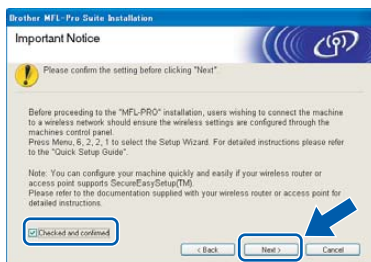 Brother MFL-Pro Suite Installation
Important Notice
Please confirm the setting before clicking "Next".
Before proceeding to the "MFL-PRO" installation, users wishing to connect the machine
to a wireless network should ensure the wireless settings are configured through the
machines control panel.
Press Menu, 6, 2, 2, 1 to select the Setup Wizard. For detailed instructions please refer
to the "Quick Setup Guide".
Note: You can configure your machine quickly and easily if your wireless router or
access point supports SecureEasySetup(TM).
Please refer to the documentation supplied with your wireless router or access point for
detailed instructions.
Checked and confirmed
< Back Next > Cancel